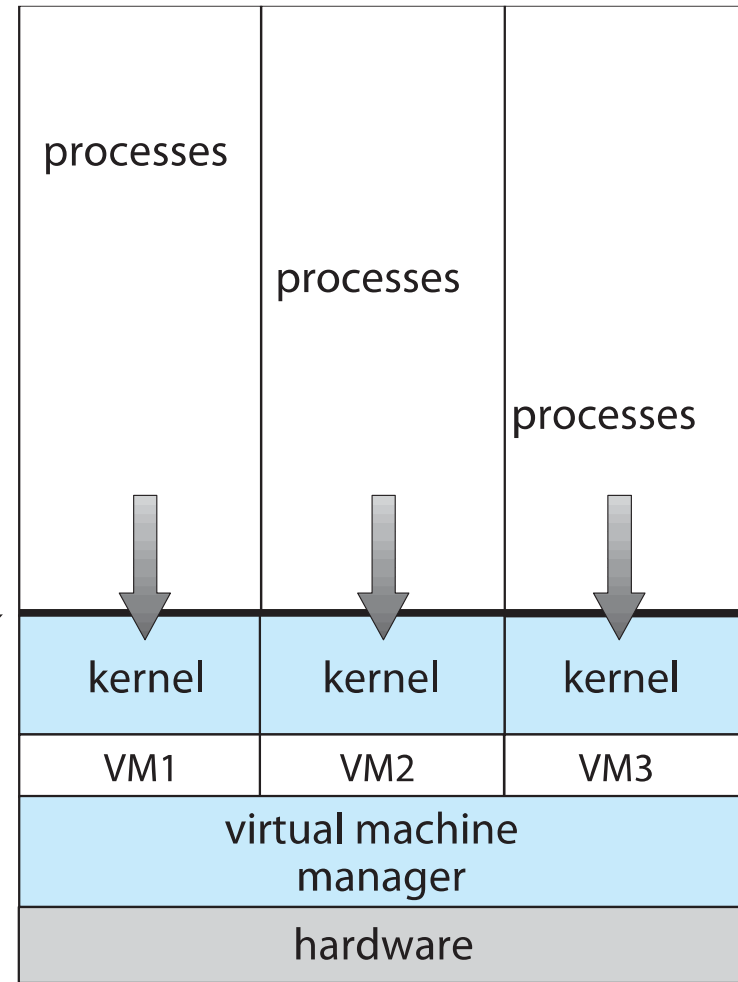 processes
processes
processes
kernel
kernel
kernel
VM1
VM2
VM3
virtual machine
manager
hardware